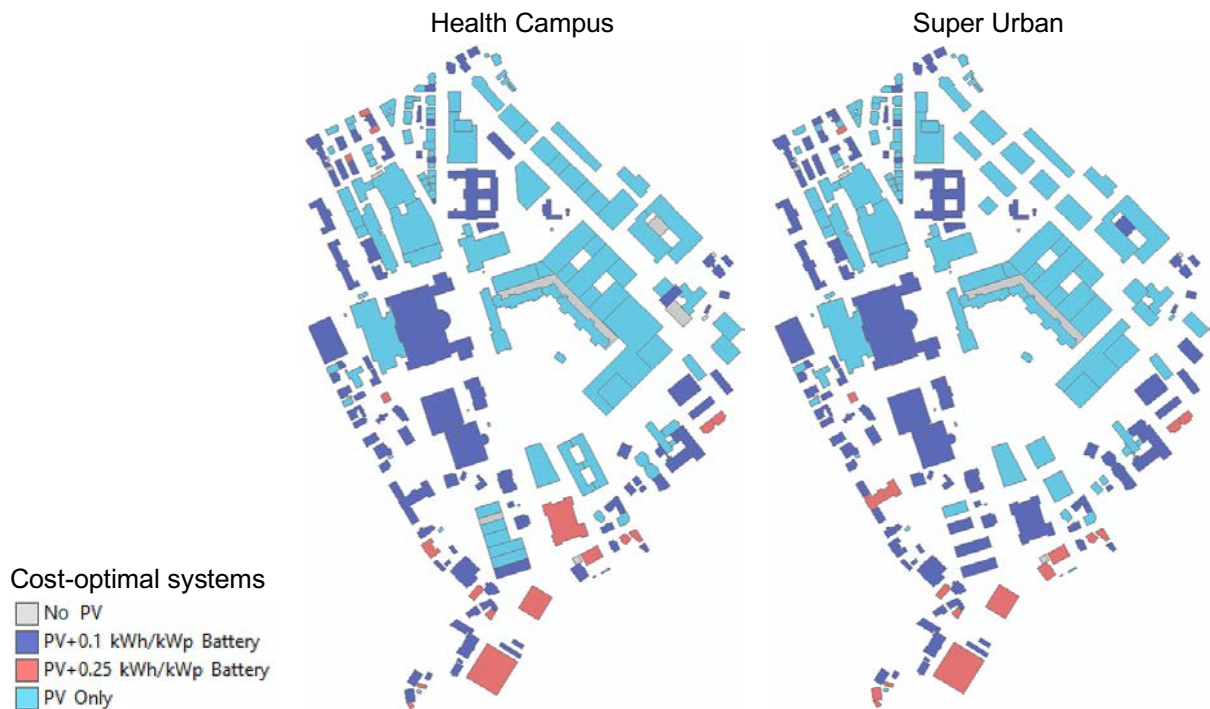 Health Campus
Super Urban
Cost-optimal systems
No PV
PV+0.1 kWh/kWp Battery
PV+0.25 kWh/kWp Battery
PV Only